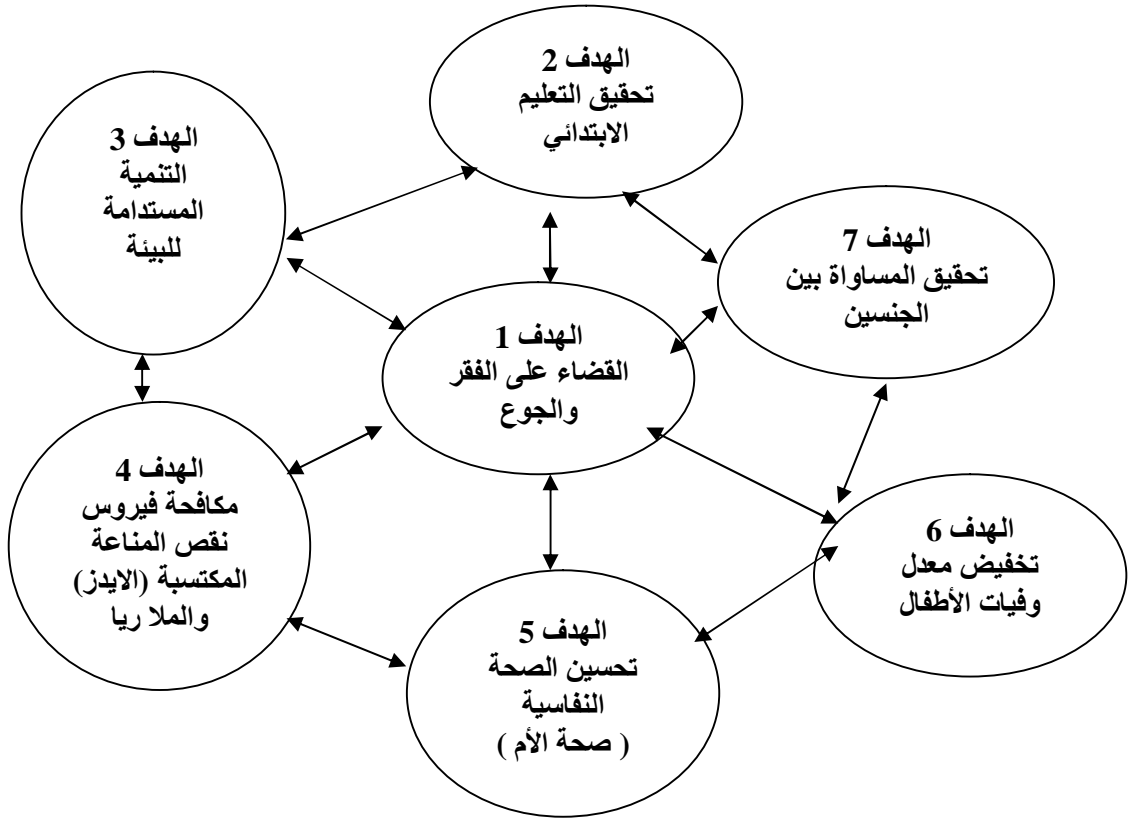 الهدف 2
تحقيق التعليم
الابتدائي
الهدف 3
التنمية
المستدامة
للبيئة
الهدف 7
تحقيق المساواة بين
الجنسين
الهدف 1
القضاء على الفقر
والجوع
الهدف 4
مكافحة فيروس
نقص المناعة
المكتسبة (الايدز)
والملا ريا
الهدف 6
تخفيض معدل
وفيات الأطفال
الهدف 5
تحسين الصحة
النفاسية
( صحة الأم )